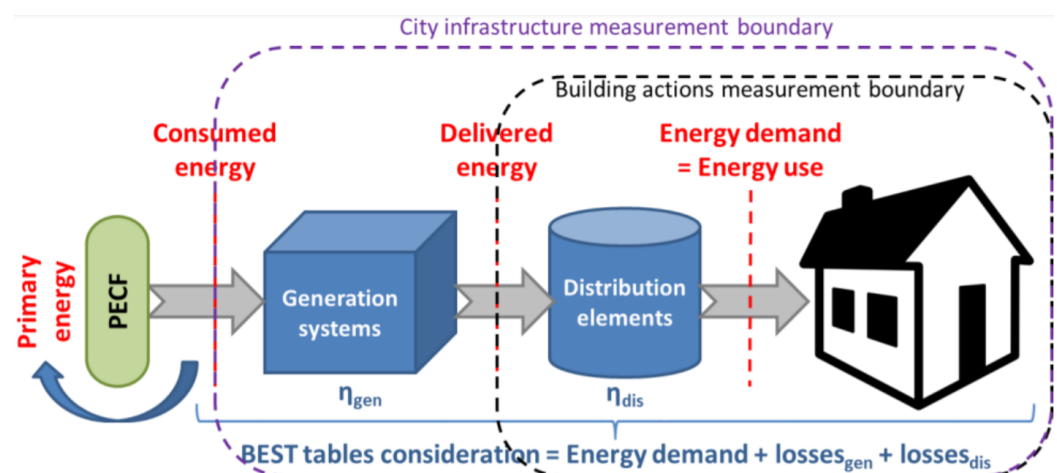 City infrastructure measurement boundary
Building actions measurement boundary
Consumed
energy
Delivered
energy
Energy demand
= Energy use
Primary
energy
PECF
Generation
systems
Distribution
elements
ηgen
ηdis
BEST tables consideration = Energy demand + lossesgen + lossesdis